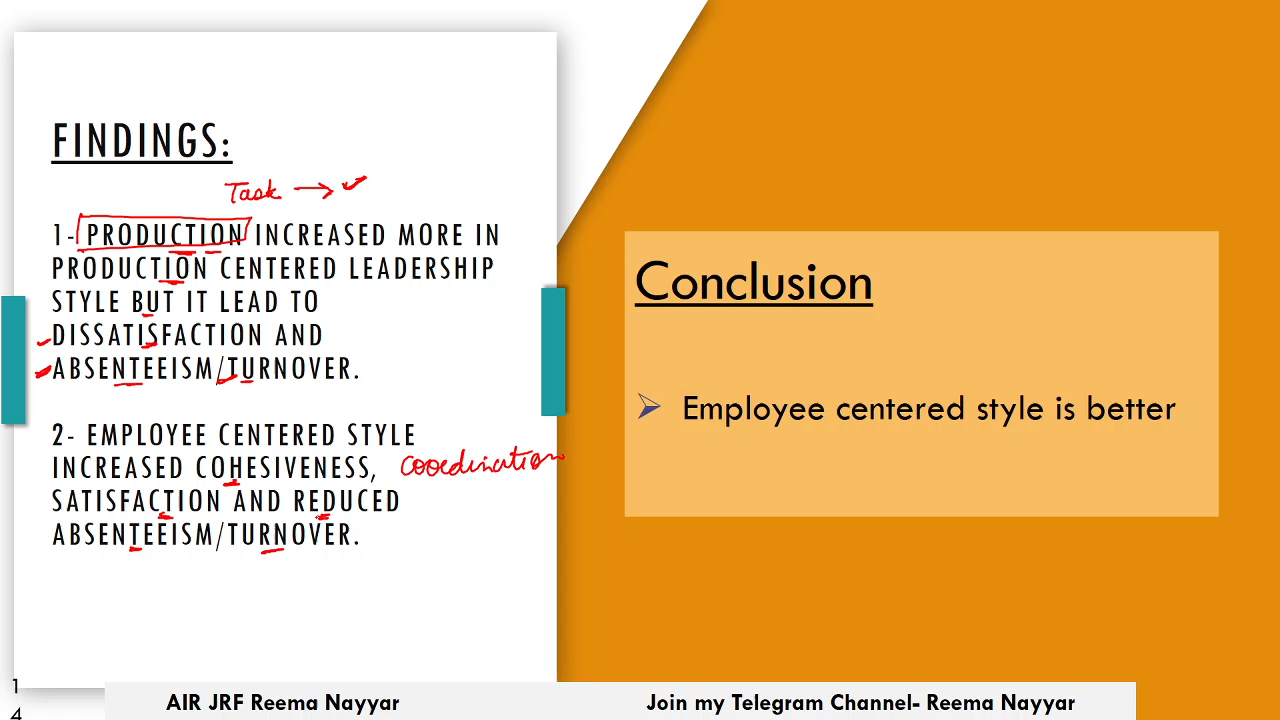 FINDINGS:
Task → ✓
1- PRODUCTION INCREASED MORE IN
PRODUCTION CENTERED LEADERSHIP
STYLE BUT IT LEAD TO
DISSATISFACTION AND
ABSENTEEISM/TURNOVER.
2- EMPLOYEE CENTERED STYLE
INCREASED COHESIVENESS, coordination
SATISFACTION AND REDUCED
ABSENTEEISM/TURNOVER.
Conclusion
Employee centered style is better
1
4
AIR JRF Reema Nayyar
Join my Telegram Channel- Reema Nayyar